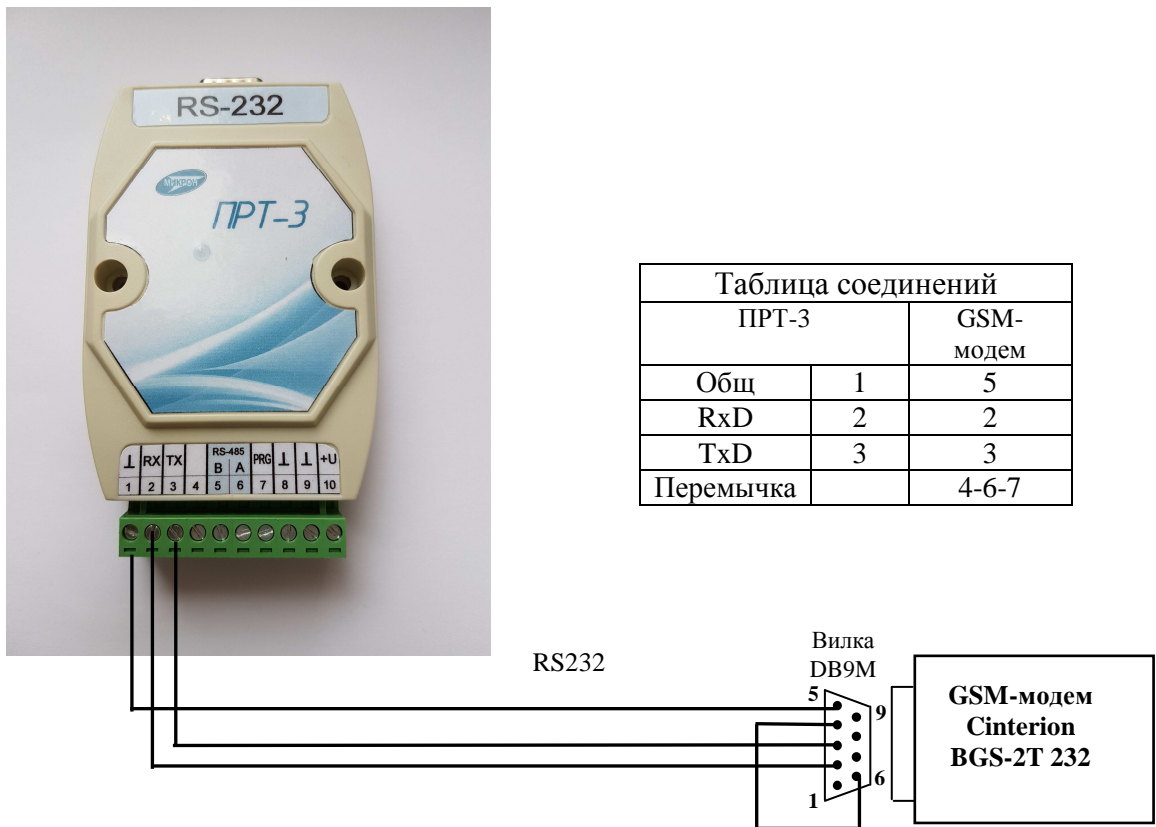 RS-232
МИКРОН
ПРТ-3
RS-485
⊥ RX TX B A PRG ⊥ ⊥ +U
1 2 3 4 5 6 7 8 9 10
Таблица соединений
ПРТ-3 GSM-
модем
Общ 1 5
RxD 2 2
TxD 3 3
Перемычка 4-6-7
RS232
Вилка
DB9M
5
9
6
1
GSM-модем
Cinterion
BGS-2T 232